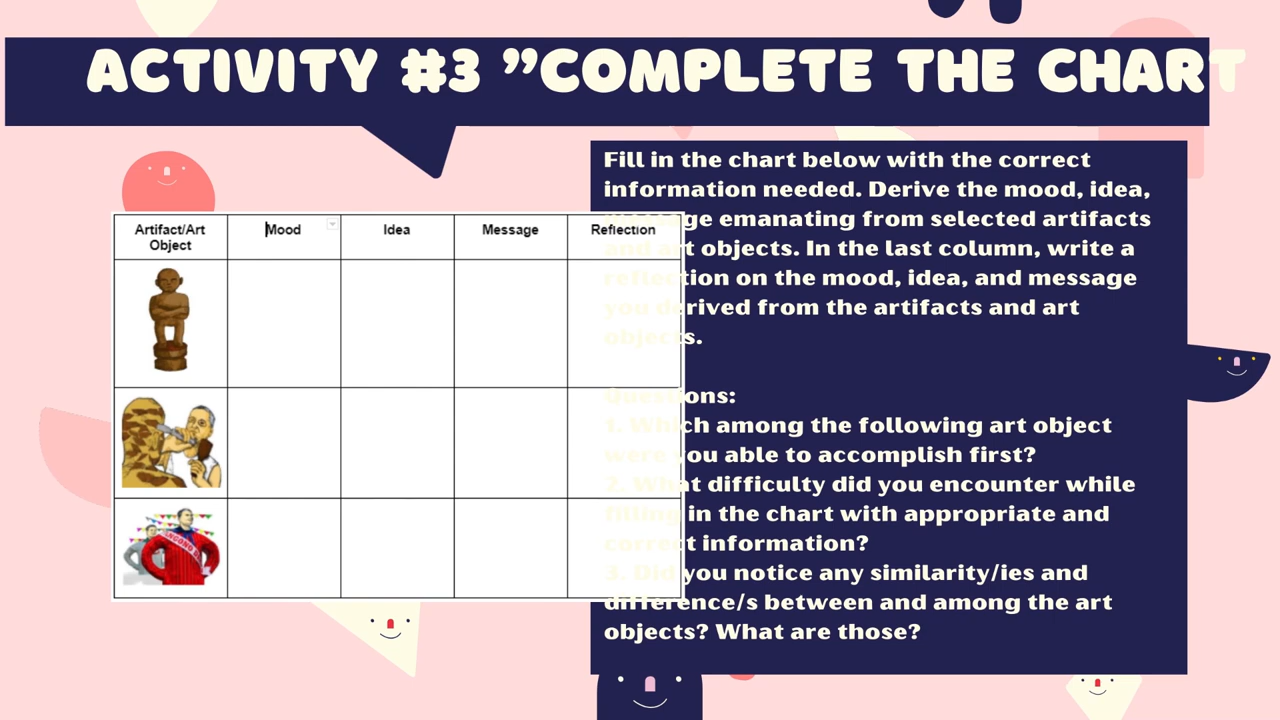 ACTIVITY #3 ”COMPLETE THE CHART
Artifact/Art
Object
Mood
Idea
Message
Reflection
Fill in the chart below with the correct
information needed. Derive the mood, idea,
message emanating from selected artifacts
and art objects. In the last column, write a
reflection on the mood, idea, and message
you derived from the artifacts and art
objects.
Questions:
1. Which among the following art object
were you able to accomplish first?
2. What difficulty did you encounter while
filling in the chart with appropriate and
correct information?
3. Did you notice any similarity/ies and
difference/s between and among the art
objects? What are those?